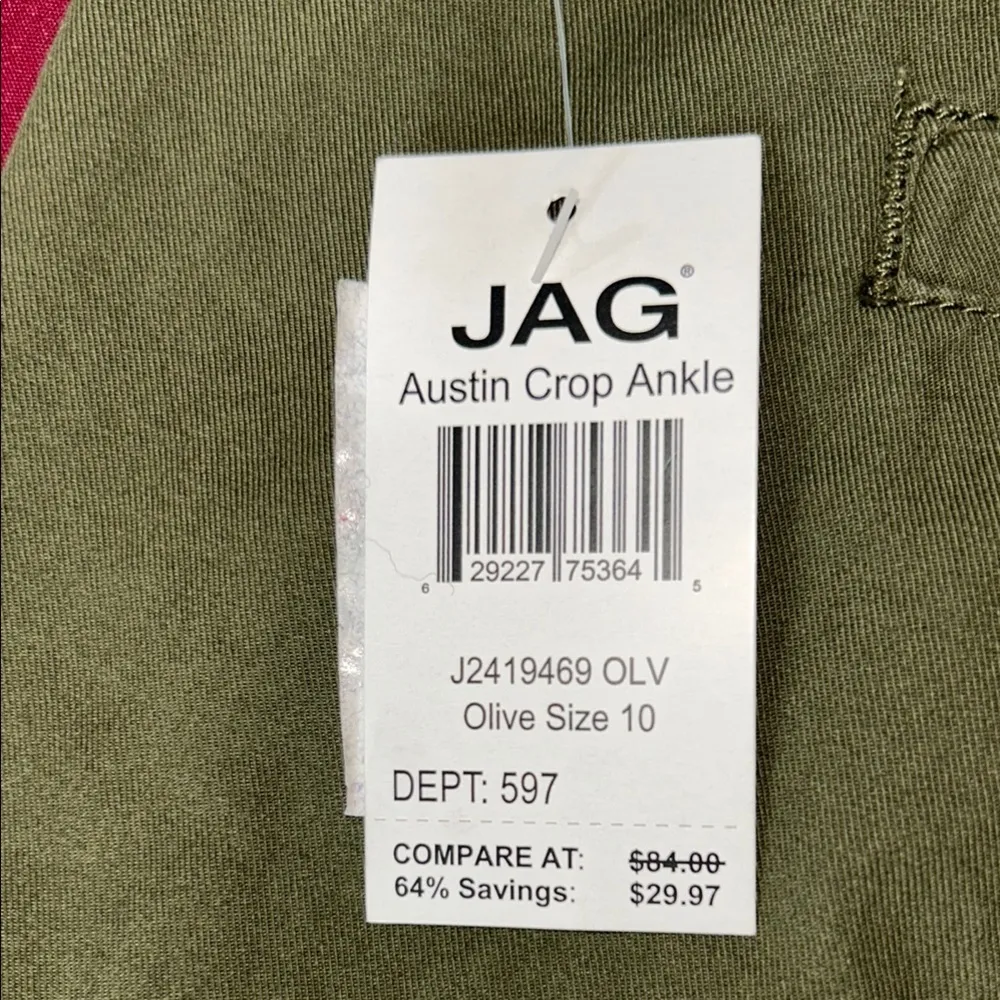 JAG®
Austin Crop Ankle
6 29227 75364 5
J2419469 OLV
Olive Size 10
DEPT: 597
COMPARE AT: $84.00
64% Savings: $29.97